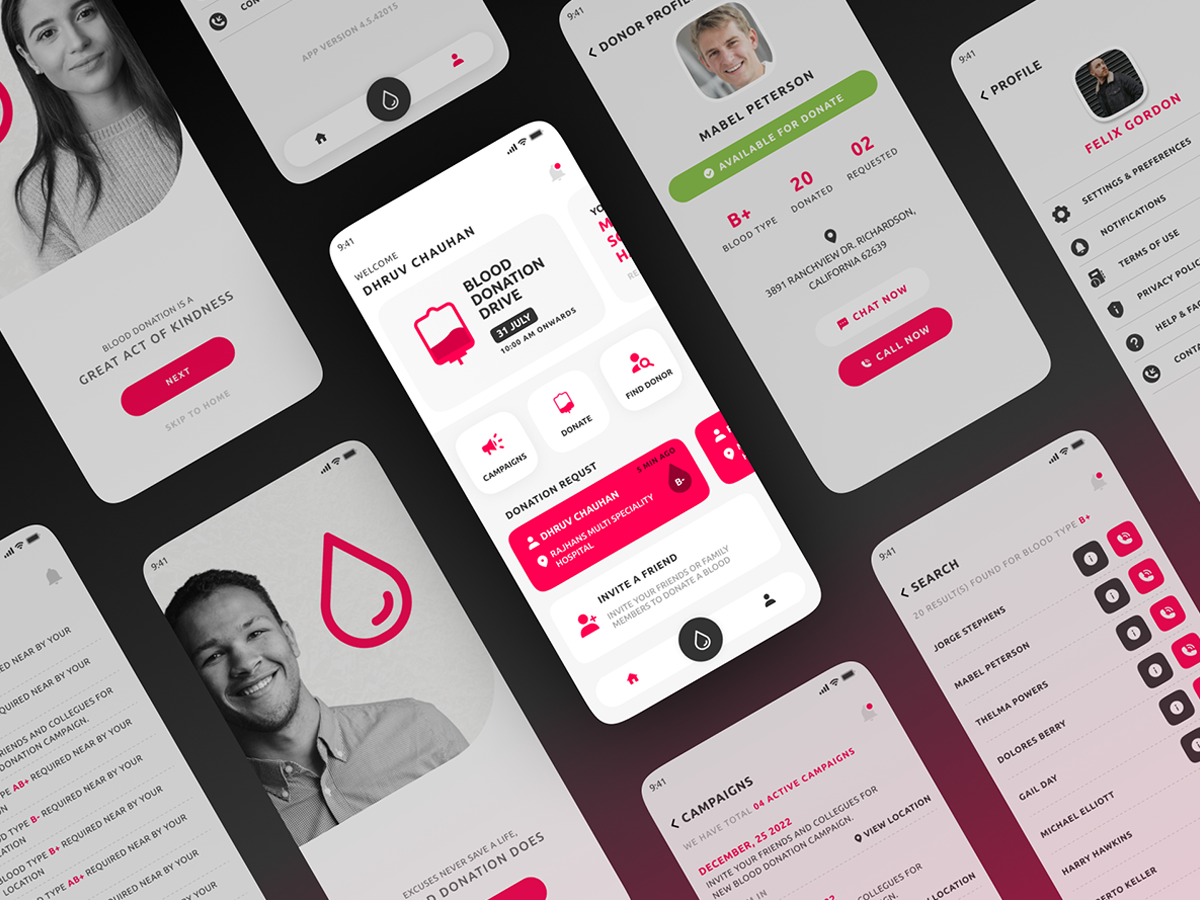 BLOOD DONATION IS A
GREAT ACT OF KINDNESS
NEXT
SKIP TO HOME
APP VERSION 4.5.42015
9:41
WELCOME
DHRUV CHAUHAN
BLOOD
DONATION
DRIVE
31 JULY
10:00 AM ONWARDS
CAMPAIGNS
DONATE
FIND DONOR
DONATION REQUST
5 MIN AGO
DHRUV CHAUHAN
B-
RAJHANS MULTI SPECIALITY
HOSPITAL
INVITE A FRIEND
INVITE YOUR FRIENDS OR FAMILY
MEMBERS TO DONATE A BLOOD
9:41
DONOR PROFILE
MABEL PETERSON
AVAILABLE FOR DONATE
B+
BLOOD TYPE
20
DONATED
02
REQUESTED
3891 RANCHVIEW DR. RICHARDSON,
CALIFORNIA 62639
CHAT NOW
CALL NOW
9:41
PROFILE
FELIX GORDON
SETTINGS & PREFERENCES
NOTIFICATIONS
TERMS OF USE
PRIVACY
HELP &
REQUIRED NEAR BY YOUR
REQUIRED NEAR BY YOUR
FRIENDS AND COLLEGUES FOR
DONATION CAMPAIGN.
AB+ REQUIRED NEAR BY YOUR
TYPE B- REQUIRED NEAR BY YOUR
LOCATION
BLOOD TYPE B+ REQUIRED NEAR BY YOUR
LOCATION
TYPE AB+ REQUIRED NEAR BY YOUR
REQUIRED NEAR BY YOUR
9:41
EXCUSES NEVER SAVE A LIFE,
DONATION DOES
9:41
CAMPAIGNS
WE HAVE TOTAL 04 ACTIVE CAMPAIGNS
DECEMBER, 25 2022
INVITE YOUR FRIENDS AND COLLEGUES FOR
NEW BLOOD DONATION CAMPAIGN.
VIEW LOCATION
COLLEGUES FOR
LOCATION
9:41
SEARCH
20 RESULT(S) FOUND FOR BLOOD TYPE B+
JORGE STEPHENS
MABEL PETERSON
THELMA POWERS
DOLORES BERRY
GAIL DAY
MICHAEL ELLIOTT
HARRY HAWKINS
KELLER